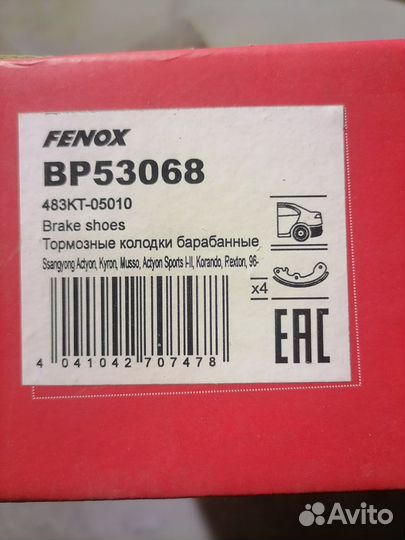 FENOX
BP53068
483KT-05010
Brake shoes
Тормозные колодки барабанные
Ssangyong Actyon, Kyron, Musso, Actyon Sports I-II, Korando, Rexton, 96-
x4
4 041042 707478
EAC
Avito